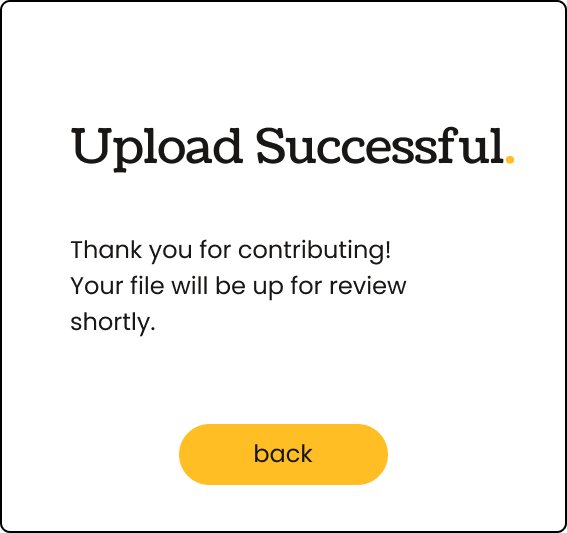 Upload Successful.
Thank you for contributing!
Your file will be up for review
shortly.
back